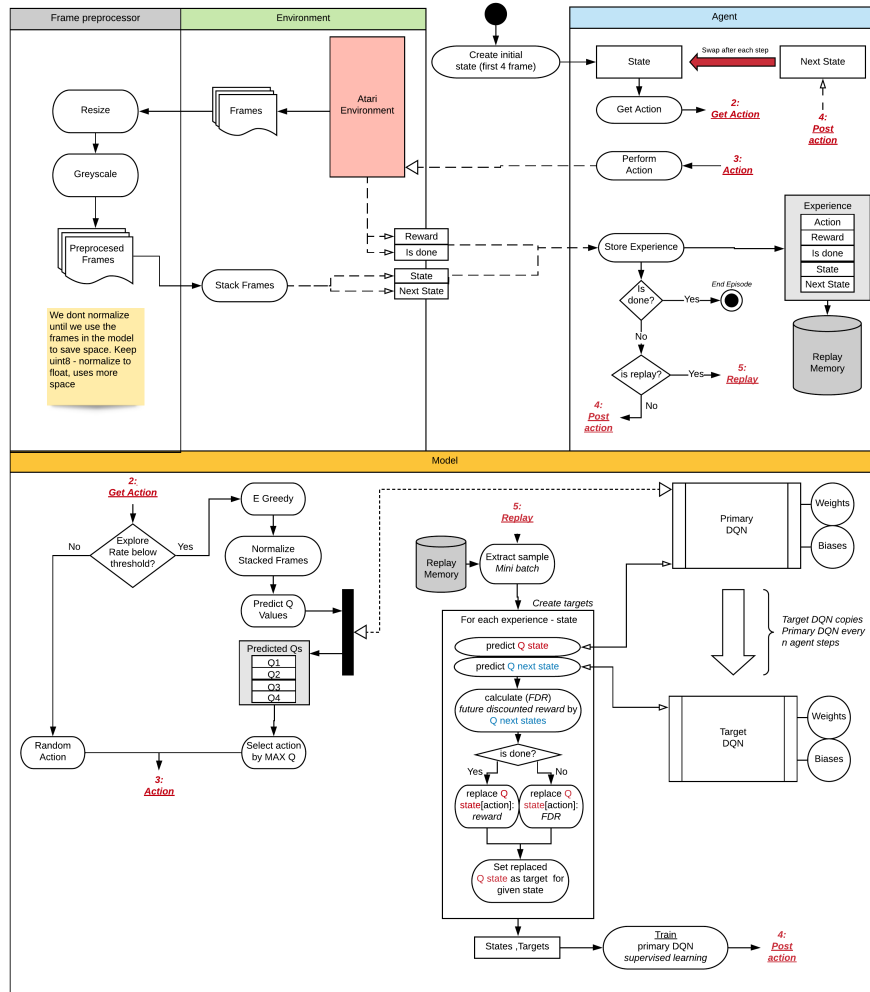 Frame preprocessor
Environment
Agent
Create initial
state (first 4 frame)
State
Swap after each step
Next State
Resize
Frames
Atari
Environment
Get Action
2:
Get Action
4:
Post
action
Greyscale
Perform
Action
3:
Action
Preprocesed
Frames
Stack Frames
Reward
Is done
State
Next State
Store Experience
Experience
Action
Reward
Is done
State
Next State
Is
done?
Yes
End Episode
No
is replay?
Yes
5:
Replay
No
4:
Post
action
Replay
Memory
We dont normalize
until we use the
frames in the model
to save space. Keep
uint8 - normalize to
float, uses more
space
Model
2:
Get Action
Explore
Rate below
threshold?
No
Yes
E Greedy
Normalize
Stacked Frames
Predict Q
Values
Predicted Qs
Q1
Q2
Q3
Q4
Random
Action
Select action
by MAX Q
3:
Action
5:
Replay
Replay
Memory
Extract sample
Mini batch
Create targets
For each experience - state
predict Q state
predict Q next state
calculate (FDR)
future discounted reward by
Q next states
is done?
Yes
No
replace Q
state[action]:
reward
replace Q
state[action]:
FDR
Set replaced
Q state as target for
given state
States ,Targets
Train
primary DQN
supervised learning
4:
Post
action
Primary
DQN
Weights
Biases
Target DQN copies
Primary DQN every
n agent steps
Target
DQN
Weights
Biases